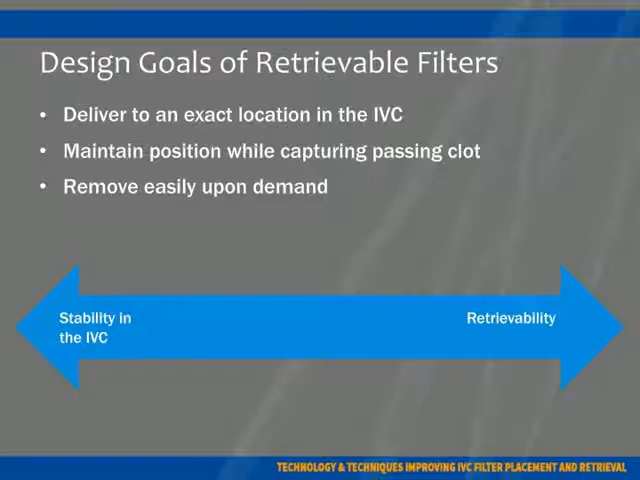 Design Goals of Retrievable Filters
• Deliver to an exact location in the IVC
• Maintain position while capturing passing clot
• Remove easily upon demand
Stability in
the IVC
Retrievability
TECHNOLOGY & TECHNIQUES IMPROVING IVC FILTER PLACEMENT AND RETRIEVAL